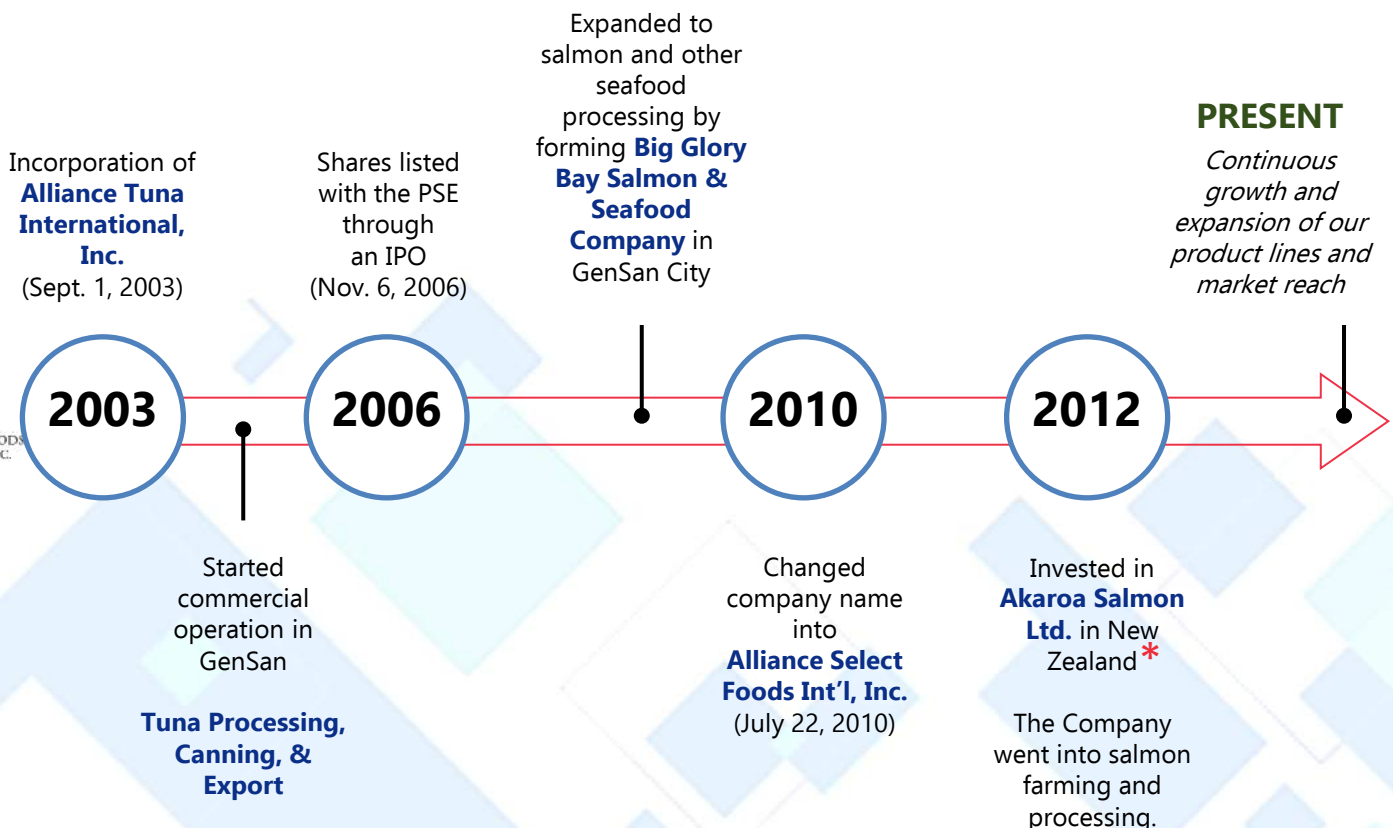 Incorporation of
Alliance Tuna
International,
Inc.
(Sept. 1, 2003)
2003
Started
commercial
operation in
GenSan
Tuna Processing,
Canning, &
Export
Shares listed
with the PSE
through
an IPO
(Nov. 6, 2006)
2006
Expanded to
salmon and other
seafood
processing by
forming Big Glory
Bay Salmon &
Seafood
Company in
GenSan City
2010
Changed
company name
into
Alliance Select
Foods Int’l, Inc.
(July 22, 2010)
2012
Invested in
Akaroa Salmon
Ltd. in New
Zealand*
The Company
went into salmon
farming and
processing.
PRESENT
Continuous
growth and
expansion of our
product lines and
market reach